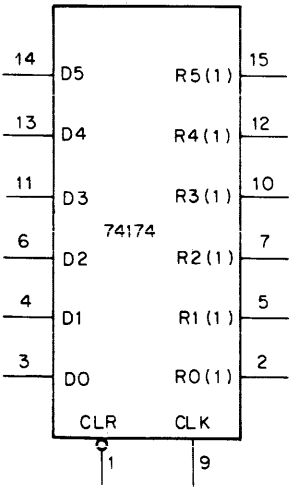 14 D5 R5(1) 15
13 D4 R4(1) 12
11 D3 R3(1) 10
74174
6 D2 R2(1) 7
4 D1 R1(1) 5
3 D0 R0(1) 2
CLR CLK
1 9